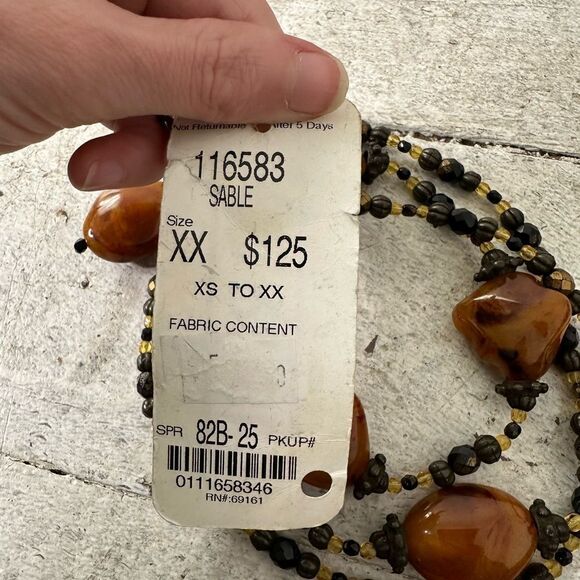 Not Returnable After 5 Days
116583
SABLE
Size
XX $125
XS TO XX
FABRIC CONTENT
SPR 82B-25 PKUP#
0111658346
RN#:69161